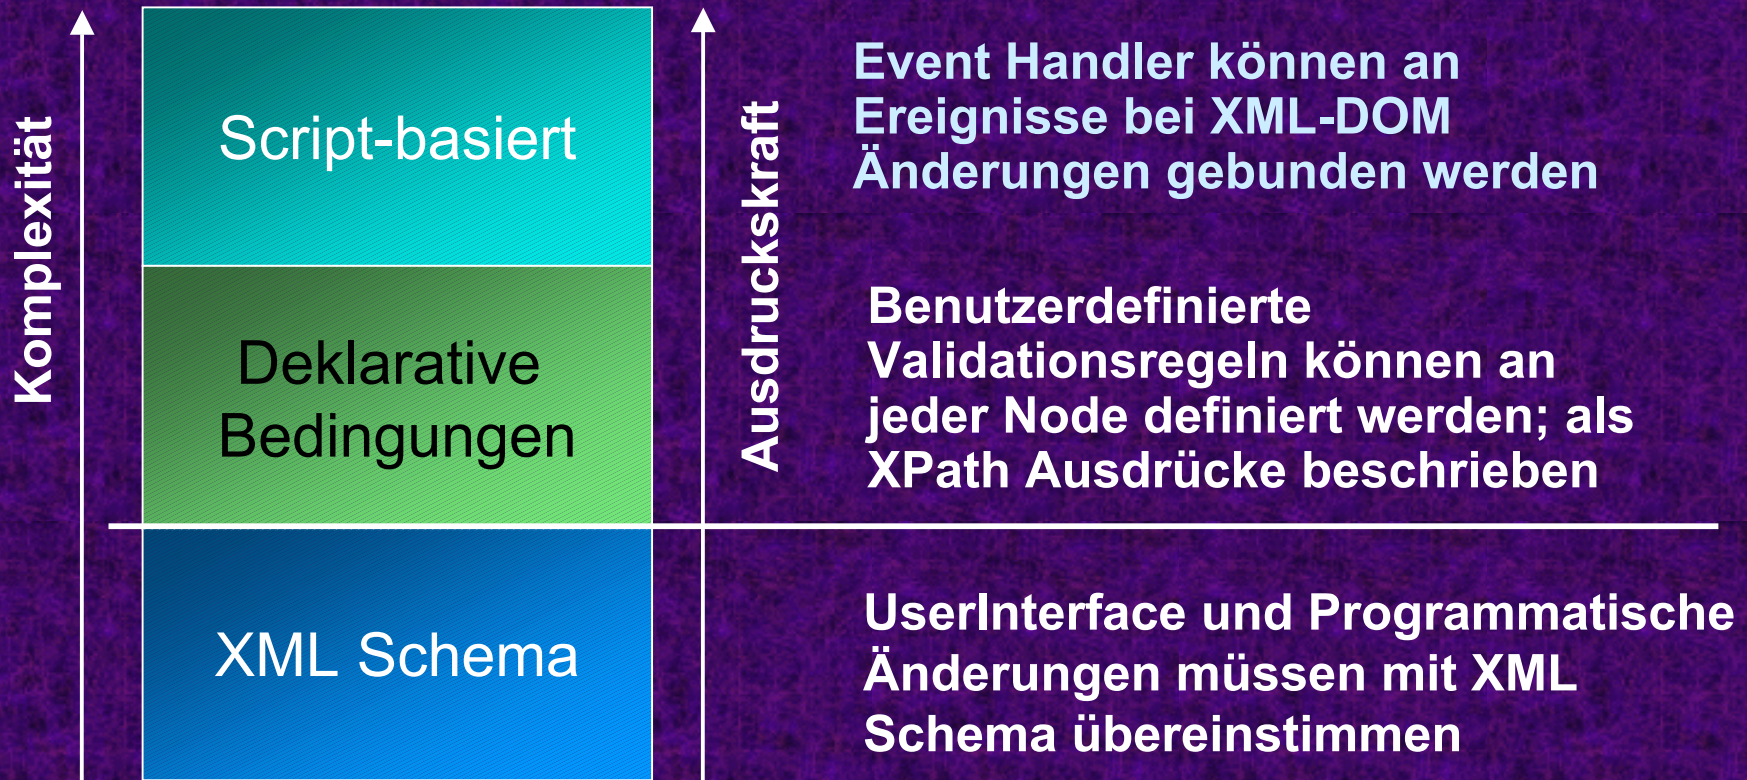 Komplexität
Script-basiert
Ausdruckskraft
Event Handler können an
Ereignisse bei XML-DOM
Änderungen gebunden werden
Deklarative
Bedingungen
Benutzerdefinierte
Validationsregeln können an
jeder Node definiert werden; als
XPath Ausdrücke beschrieben
XML Schema
UserInterface und Programmatische
Änderungen müssen mit XML
Schema übereinstimmen